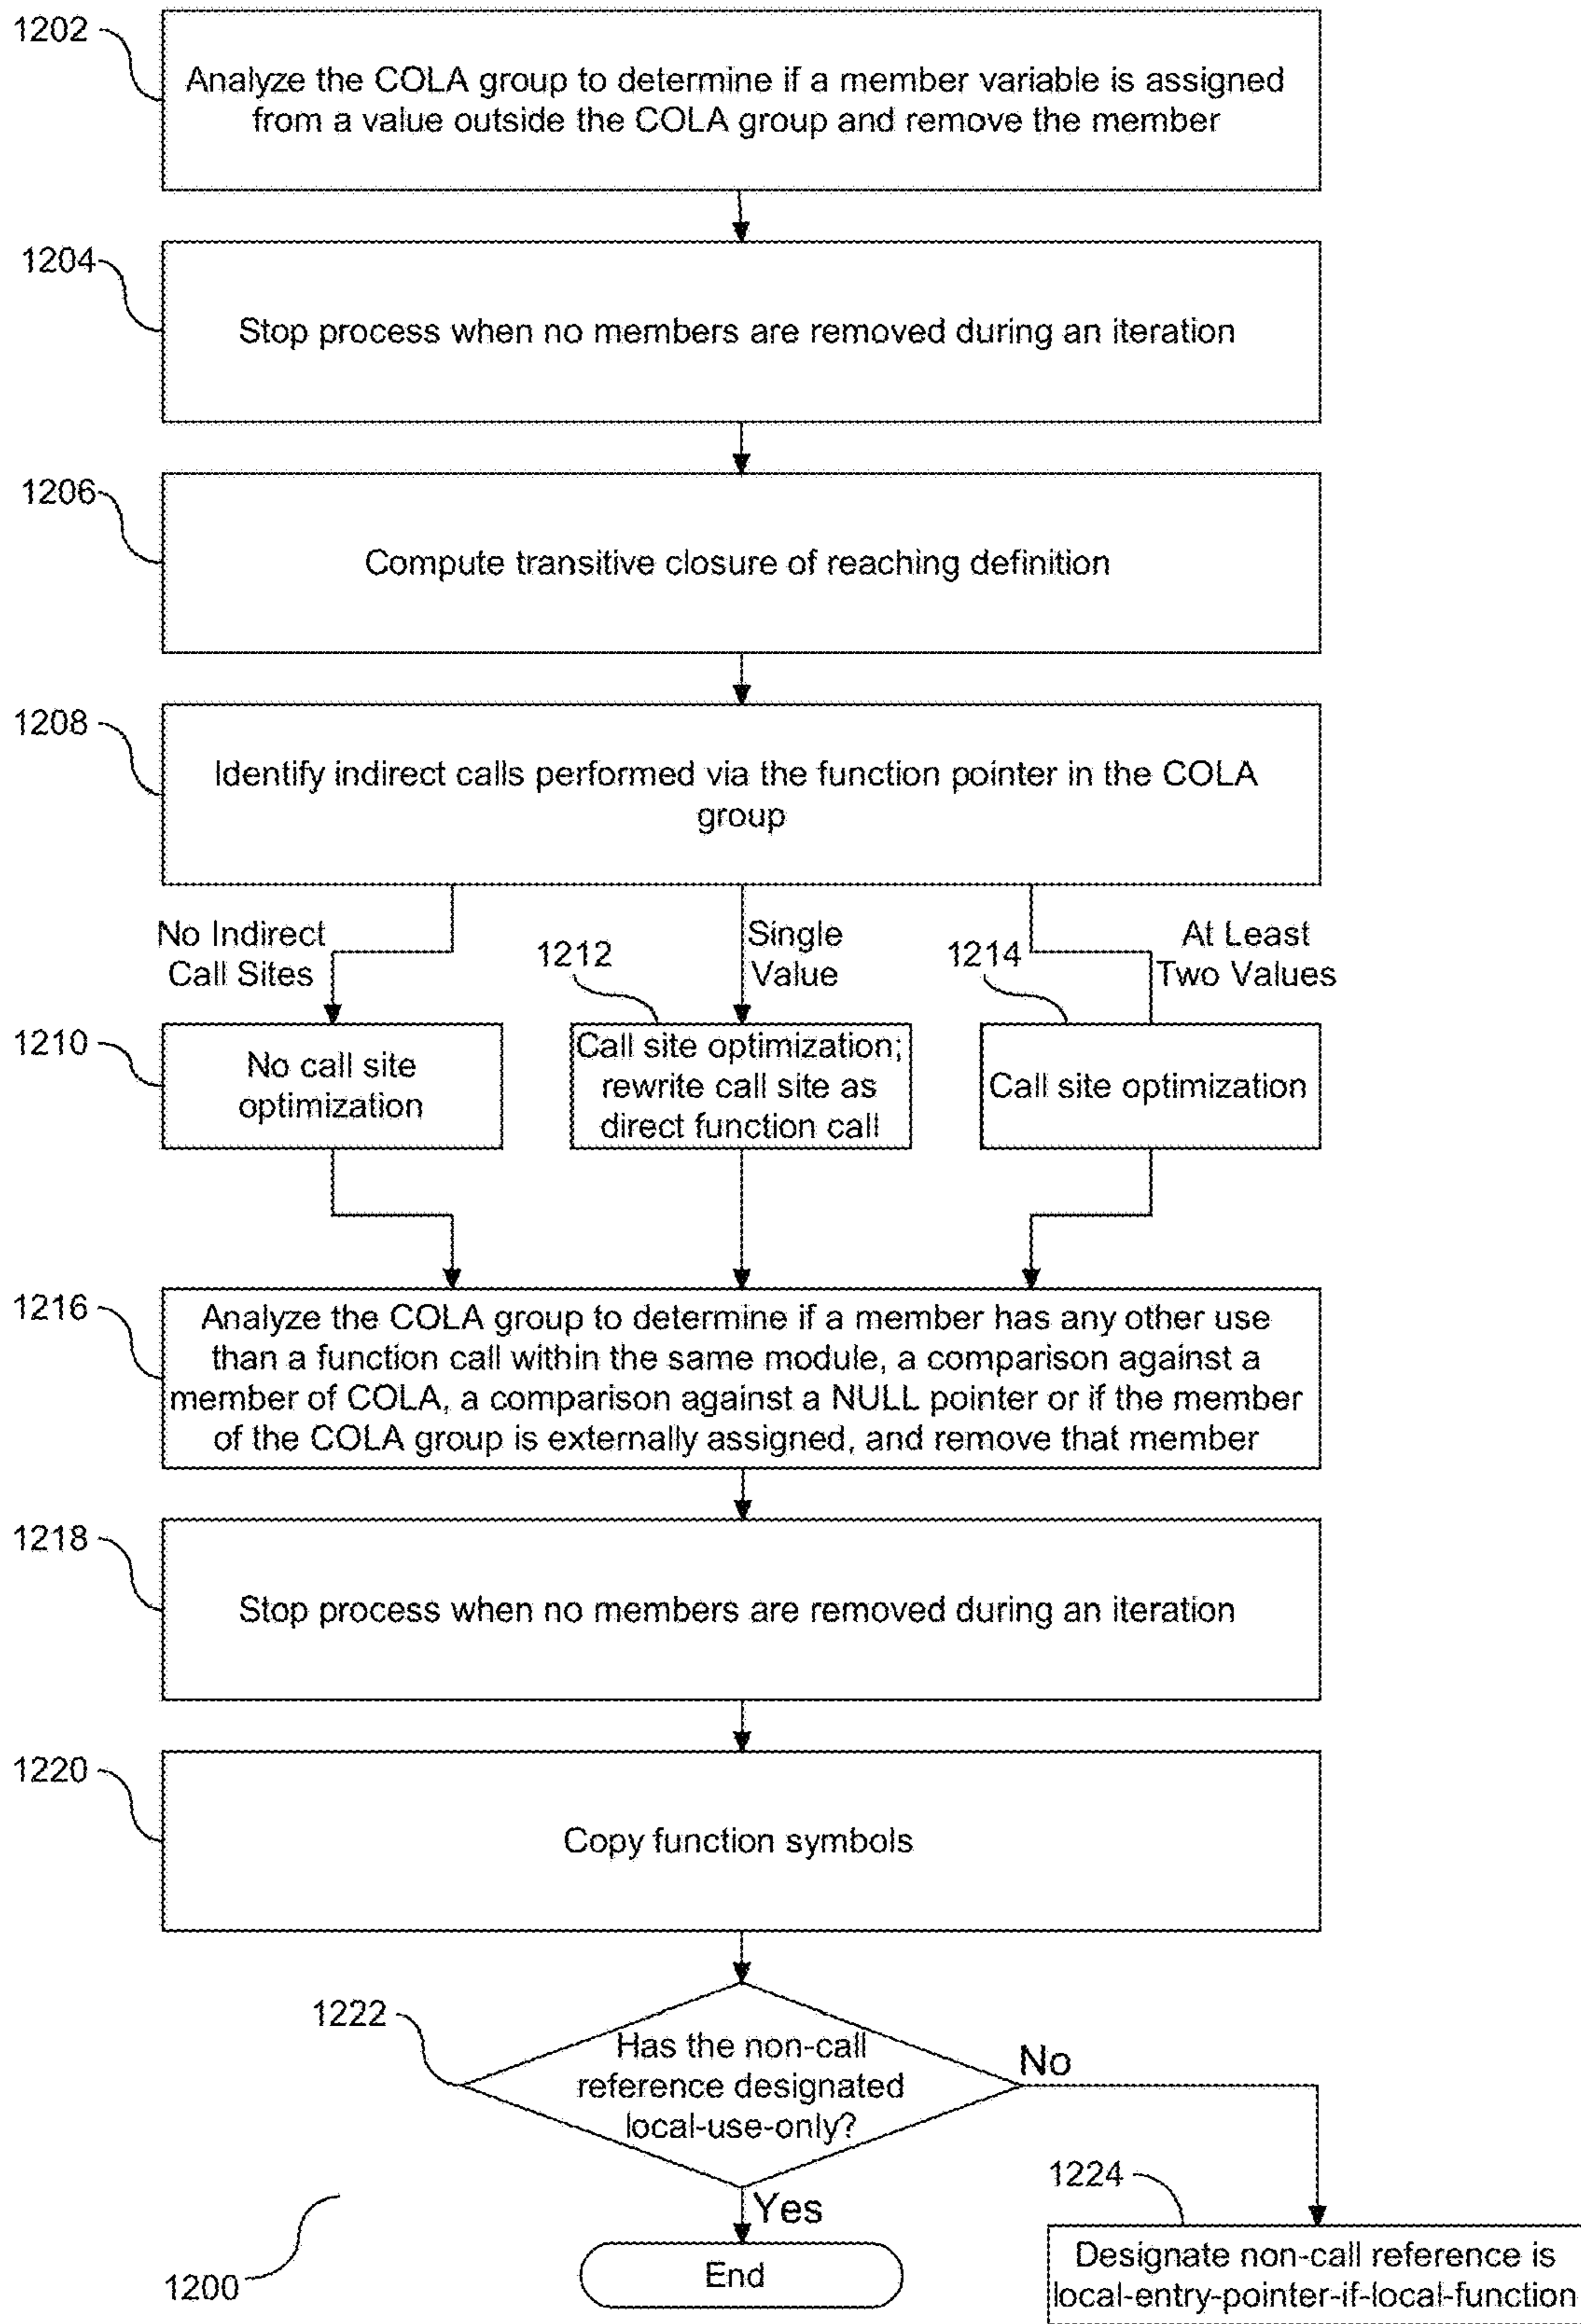 1202
Analyze the COLA group to determine if a member variable is assigned
from a value outside the COLA group and remove the member
1204
Stop process when no members are removed during an iteration
1206
Compute transitive closure of reaching definition
1208
Identify indirect calls performed via the function pointer in the COLA
group
No Indirect
Call Sites
1212
Single
Value
1214
At Least
Two Values
1210
No call site
optimization
Call site optimization;
rewrite call site as
direct function call
Call site optimization
1216
Analyze the COLA group to determine if a member has any other use
than a function call within the same module, a comparison against a
member of COLA, a comparison against a NULL pointer or if the member
of the COLA group is externally assigned, and remove that member
1218
Stop process when no members are removed during an iteration
1220
Copy function symbols
1222
Has the non-call
reference designated
local-use-only?
No
Yes
End
1224
Designate non-call reference is
local-entry-pointer-if-local-function
1200